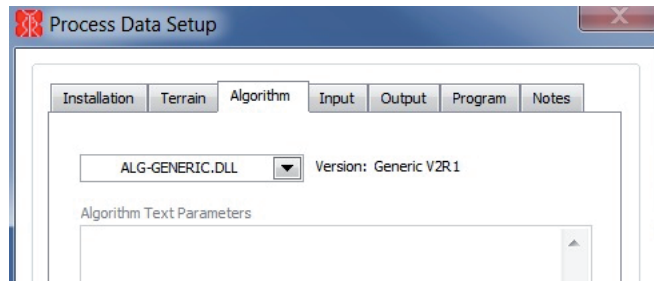 Process Data Setup
Installation Terrain Algorithm Input Output Program Notes
ALG-GENERIC.DLL Version: Generic V2R1
Algorithm Text Parameters